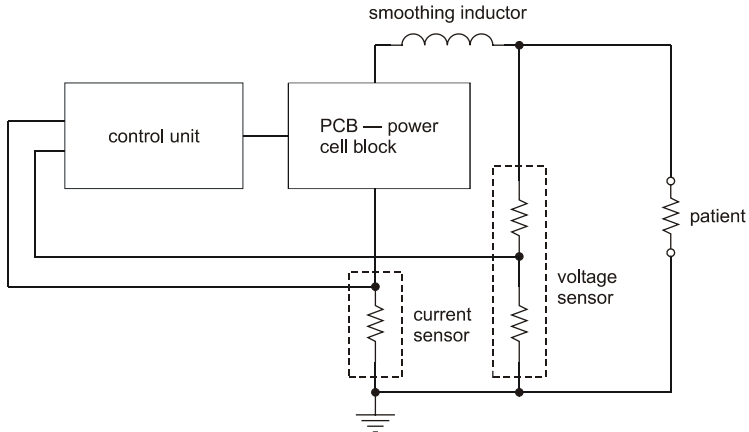 smoothing inductor
control unit
PCB — power
cell block
patient
voltage
sensor
current
sensor